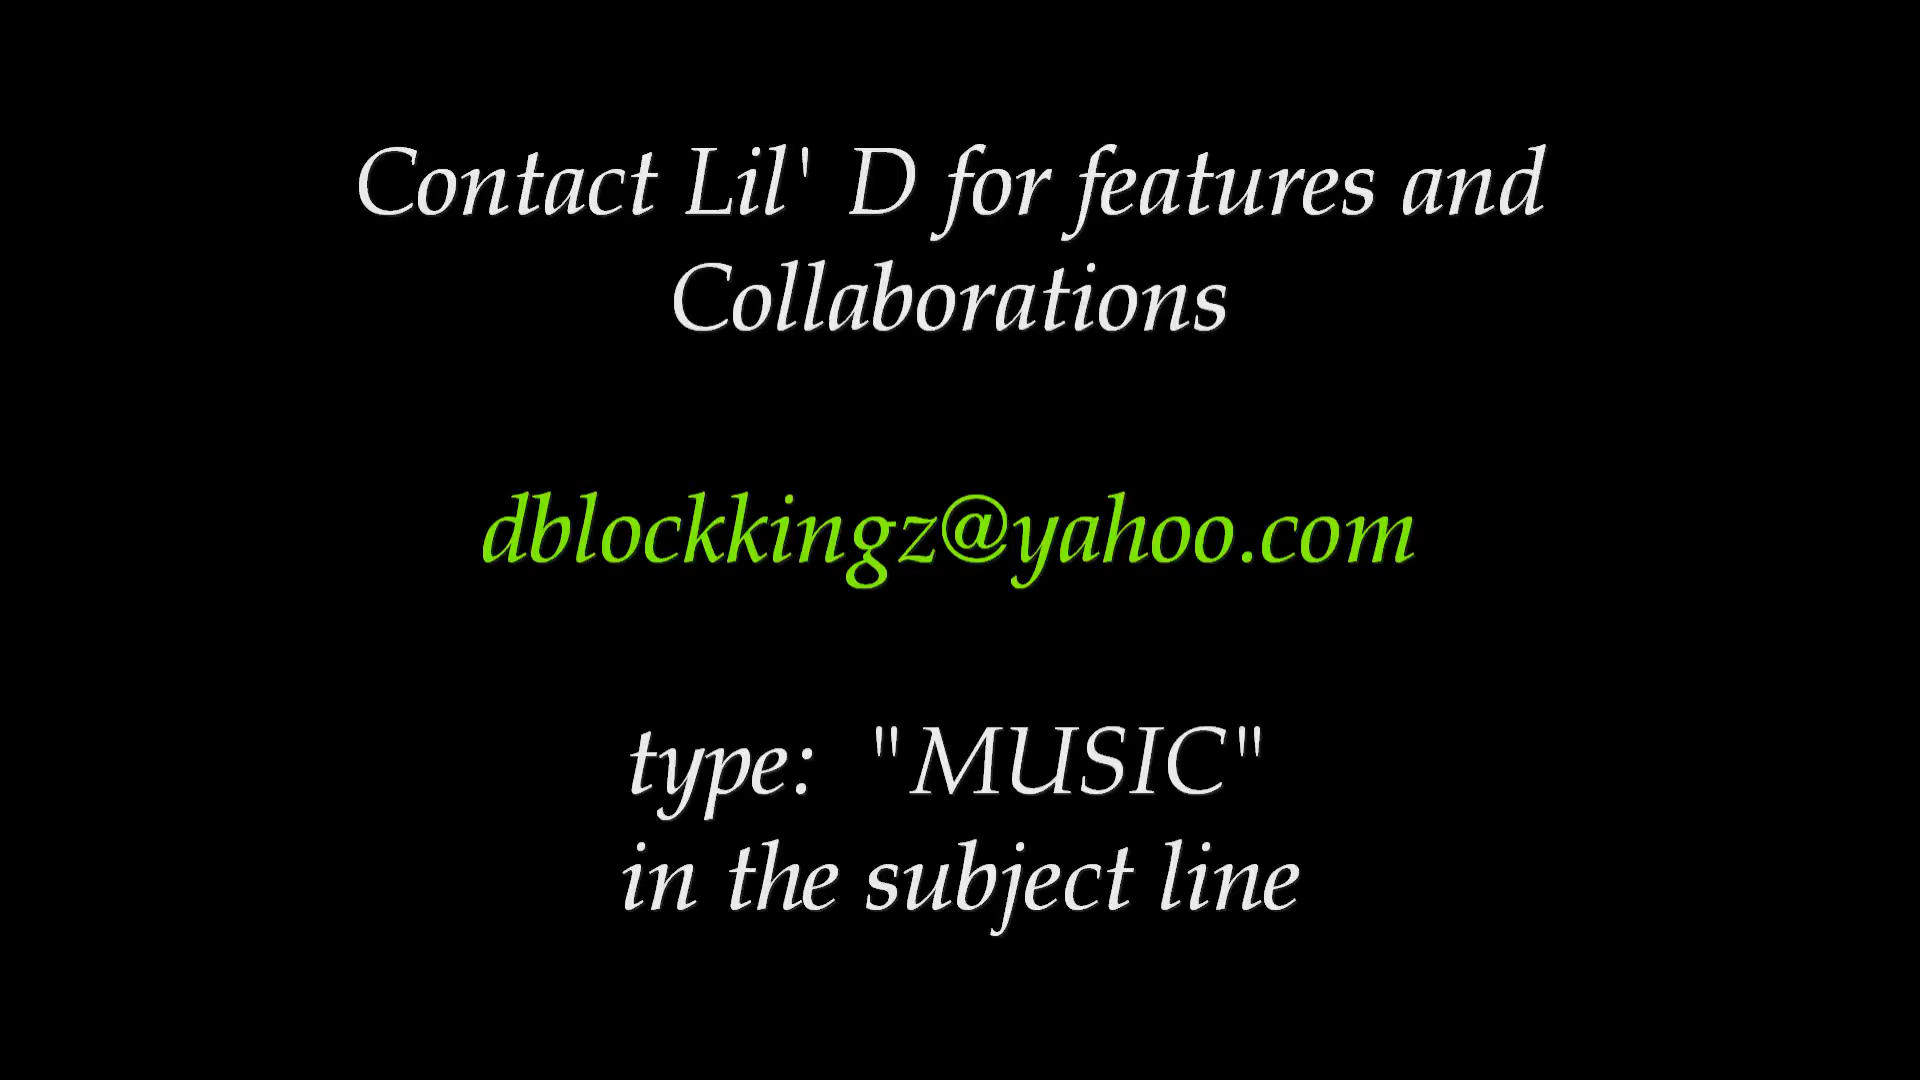 Contact Lil' D for features and
Collaborations
dblockkingz@yahoo.com
type:  "MUSIC"
in the subject line